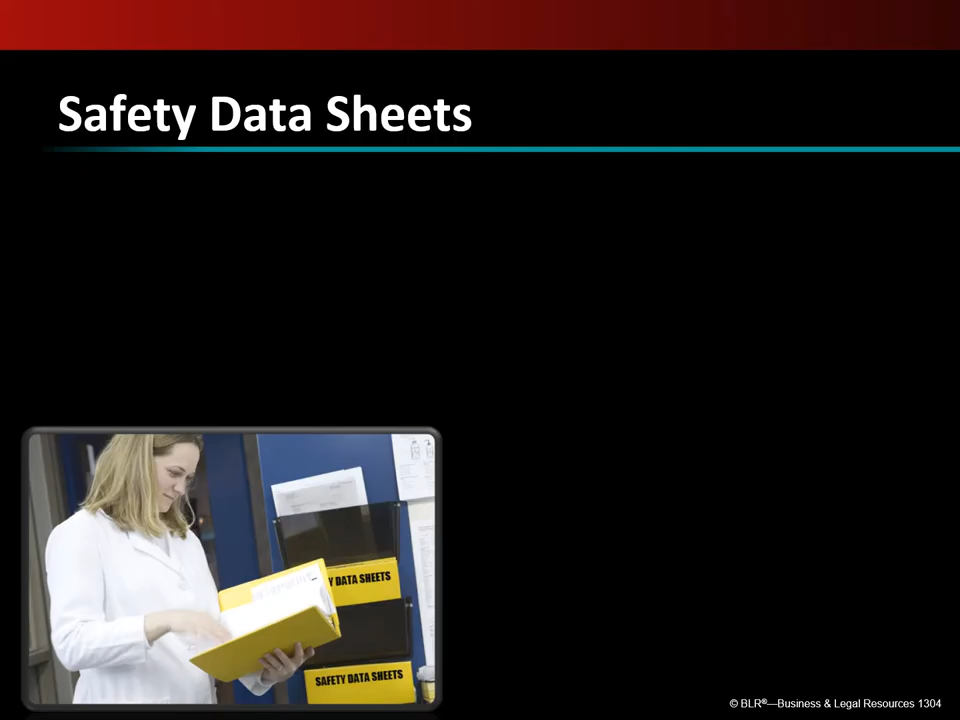 Safety Data Sheets
Y DATA SHEETS
SAFETY DATA SHEETS
© BLR®—Business & Legal Resources 1304